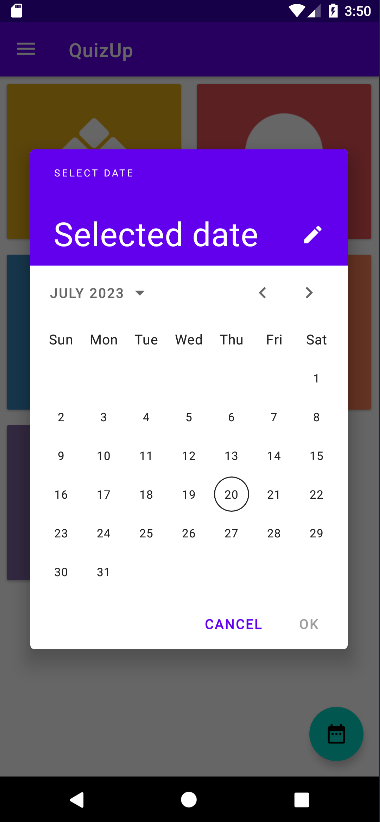 3:50
QuizUp
SELECT DATE
Selected date
JULY 2023
Sun Mon Tue Wed Thu Fri Sat
1
2 3 4 5 6 7 8
9 10 11 12 13 14 15
16 17 18 19 20 21 22
23 24 25 26 27 28 29
30 31
CANCEL OK